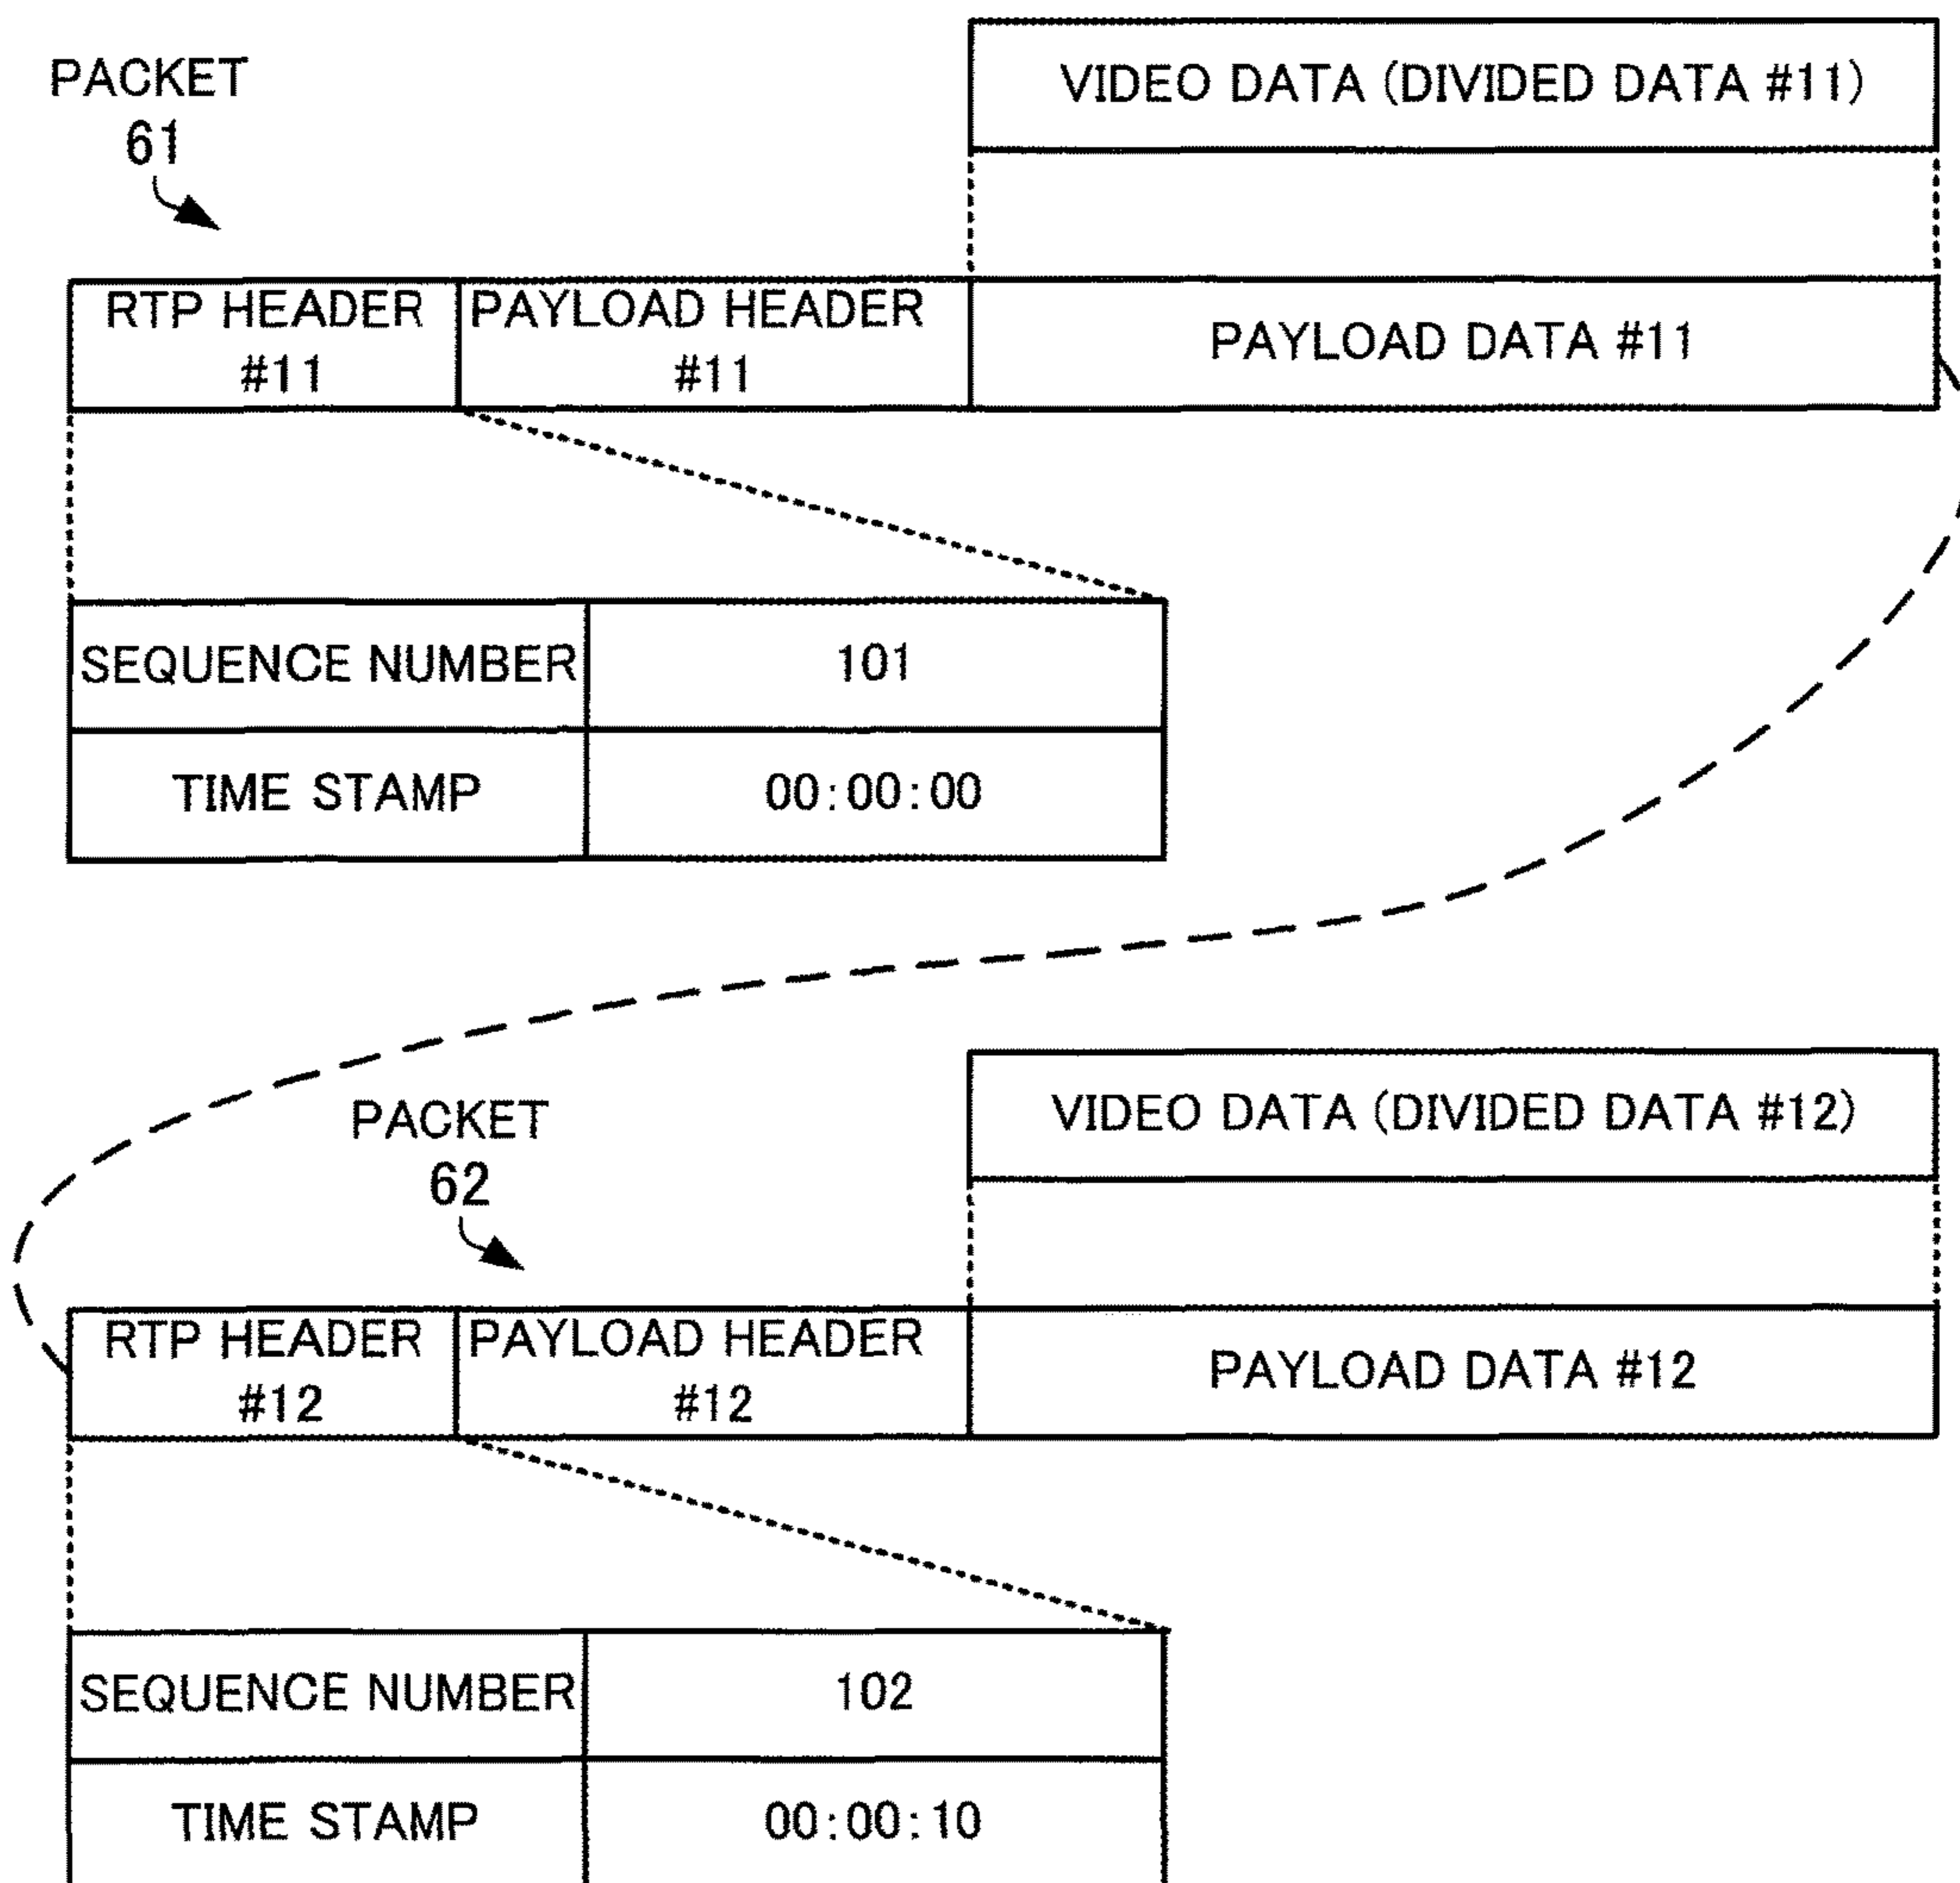 PACKET
61
VIDEO DATA (DIVIDED DATA #11)
RTP HEADER
#11
PAYLOAD HEADER
#11
PAYLOAD DATA #11
SEQUENCE NUMBER
101
TIME STAMP
00:00:00
PACKET
62
VIDEO DATA (DIVIDED DATA #12)
RTP HEADER
#12
PAYLOAD HEADER
#12
PAYLOAD DATA #12
SEQUENCE NUMBER
102
TIME STAMP
00:00:10